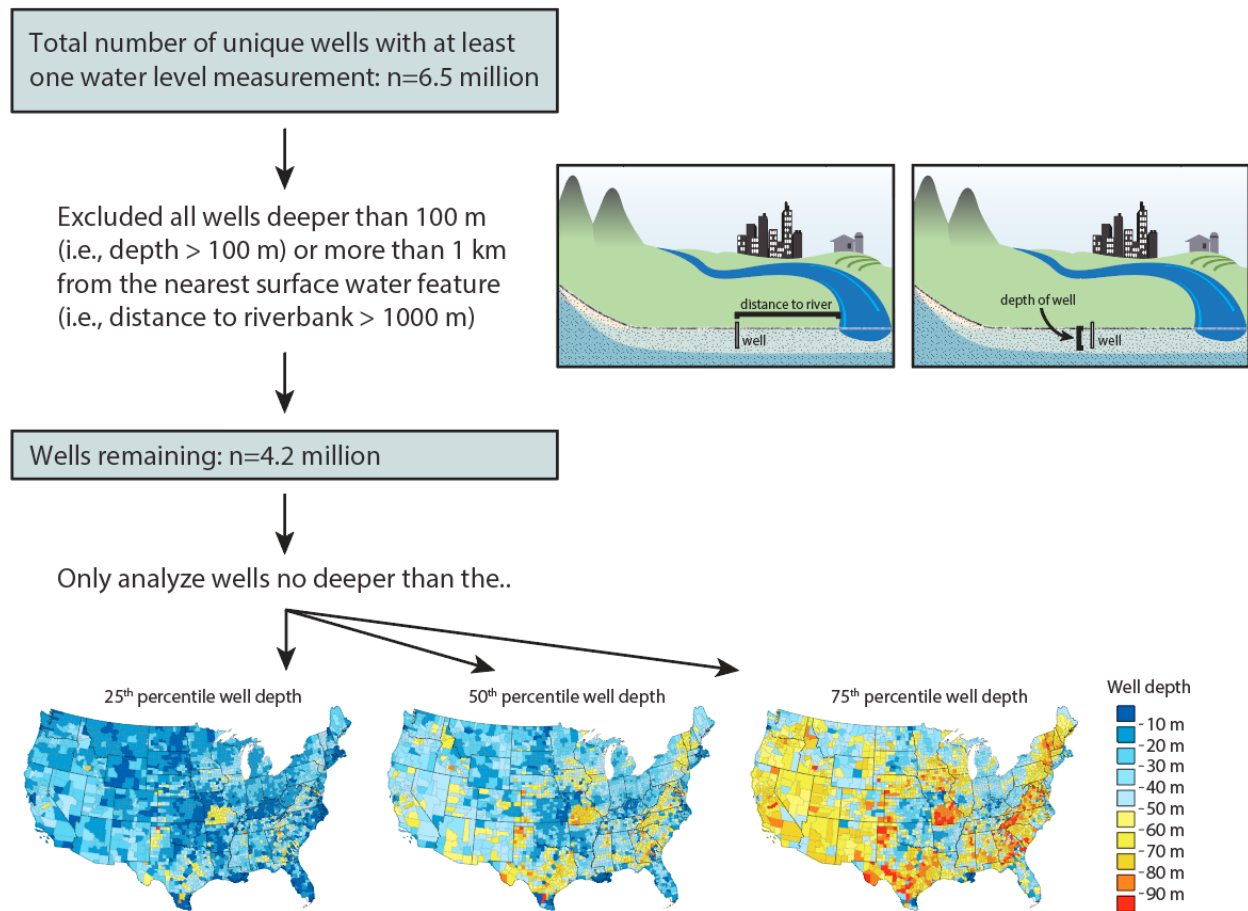 Total number of unique wells with at least
one water level measurement: n=6.5 million
Excluded all wells deeper than 100 m
(i.e., depth > 100 m) or more than 1 km
from the nearest surface water feature
(i.e., distance to riverbank > 1000 m)
distance to river
well
depth of well
well
Wells remaining: n=4.2 million
Only analyze wells no deeper than the..
25th percentile well depth
50th percentile well depth
75th percentile well depth
Well depth
10 m
20 m
30 m
40 m
50 m
60 m
70 m
80 m
90 m